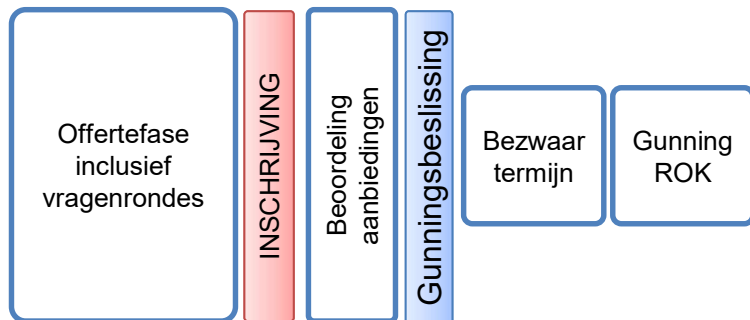 Offertefase
inclusief
vragenrondes
INSCHRIJVING
Beoordeling
aanbiedingen
Gunningsbeslissing
Bezwaar
termijn
Gunning
ROK